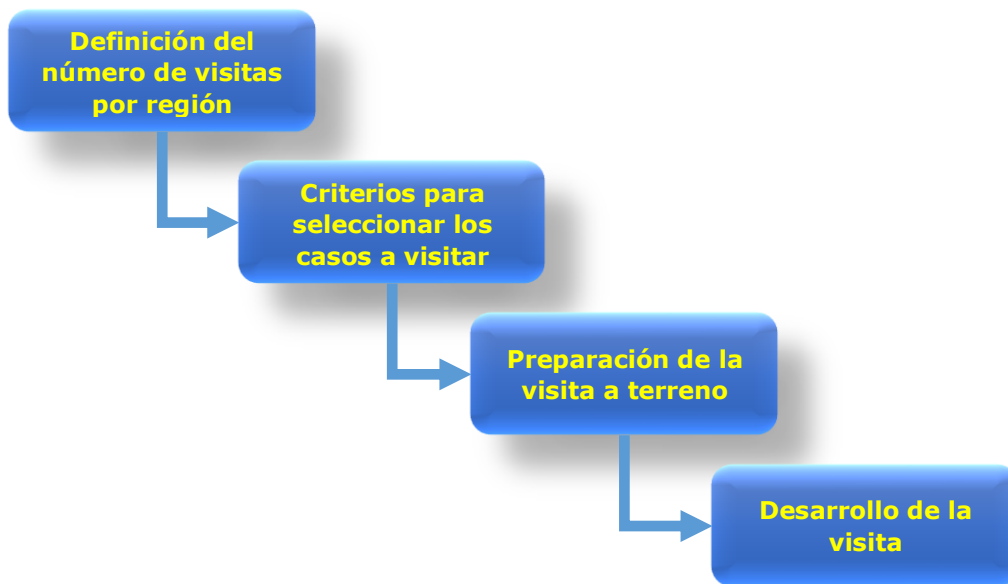 Definición del
número de visitas
por región
Criterios para
seleccionar los
casos a visitar
Preparación de la
visita a terreno
Desarrollo de la
visita